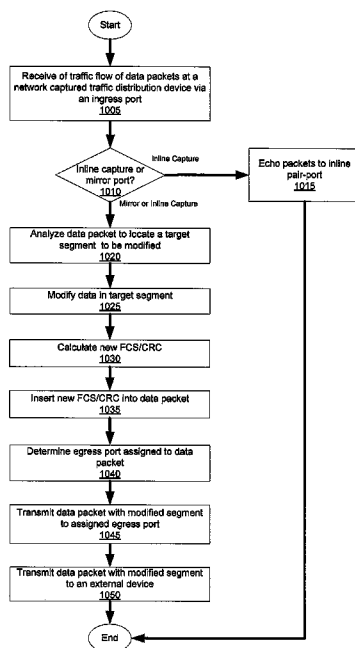 Start
Receive of traffic flow of data packets at a
network captured traffic distribution device via
an ingress port
1005
Inline capture or
mirror port?
1010
Inline Capture
Echo packets to inline
pair-port
1015
Mirror or Inline Capture
Analyze data packet to locate a target
segment to be modified
1020
Modify data in target segment
1025
Calculate new FCS/CRC
1030
Insert new FCS/CRC into data packet
1035
Determine egress port assigned to data
packet
1040
Transmit data packet with modified segment
to assigned egress port
1045
Transmit data packet with modified segment
to an external device
1050
End